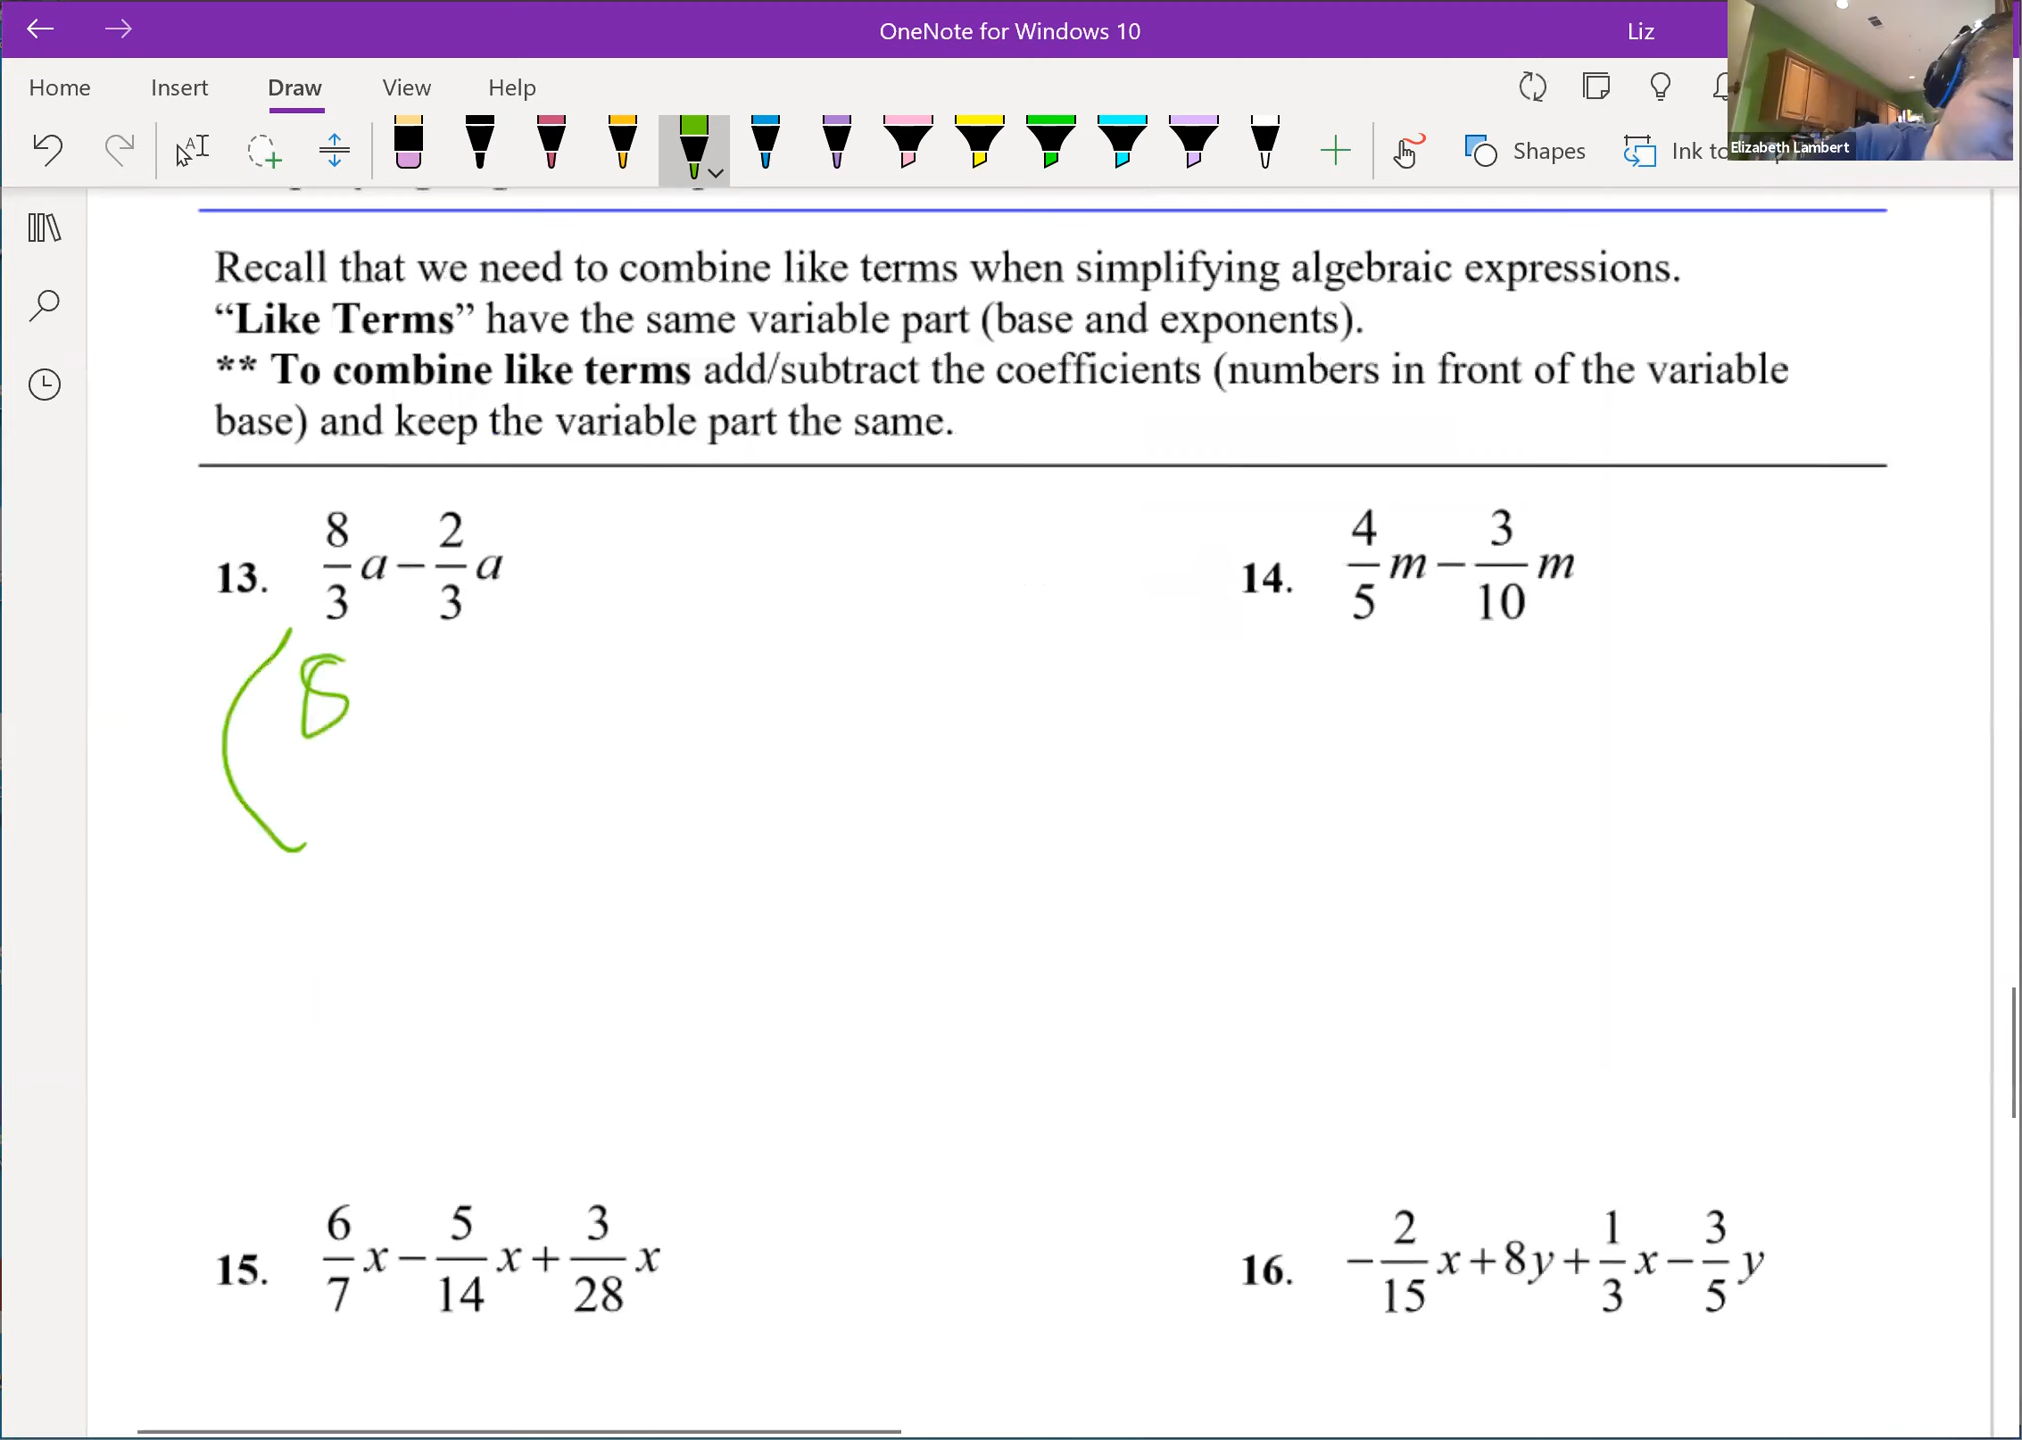 OneNote for Windows 10
Liz
Home Insert Draw View Help
Shapes
Ink to
Elizabeth Lambert
Recall that we need to combine like terms when simplifying algebraic expressions.
“Like Terms” have the same variable part (base and exponents).
** To combine like terms add/subtract the coefficients (numbers in front of the variable
base) and keep the variable part the same.
13. 8/3 a − 2/3 a
14. 4/5 m − 3/10 m
( 8
15. 6/7 x − 5/14 x + 3/28 x
16. − 2/15 x + 8y + 1/3 x − 3/5 y